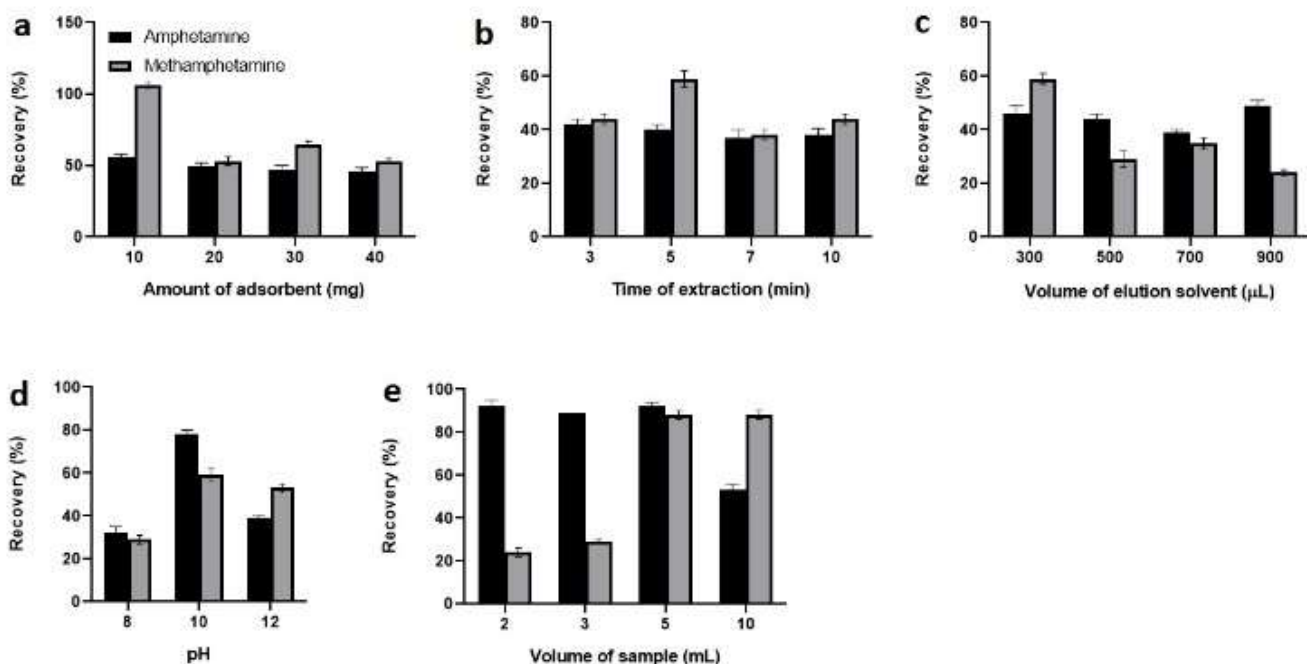 a
Amphetamine
Methamphetamine
Recovery (%)
150
100
50
0
10 20 30 40
Amount of adsorbent (mg)
b
Recovery (%)
80
60
40
20
0
3 5 7 10
Time of extraction (min)
c
Recovery (%)
80
60
40
20
0
300 500 700 900
Volume of elution solvent (μL)
d
Recovery (%)
100
80
60
40
20
0
8 10 12
pH
e
Recovery (%)
100
80
60
40
20
0
2 3 5 10
Volume of sample (mL)